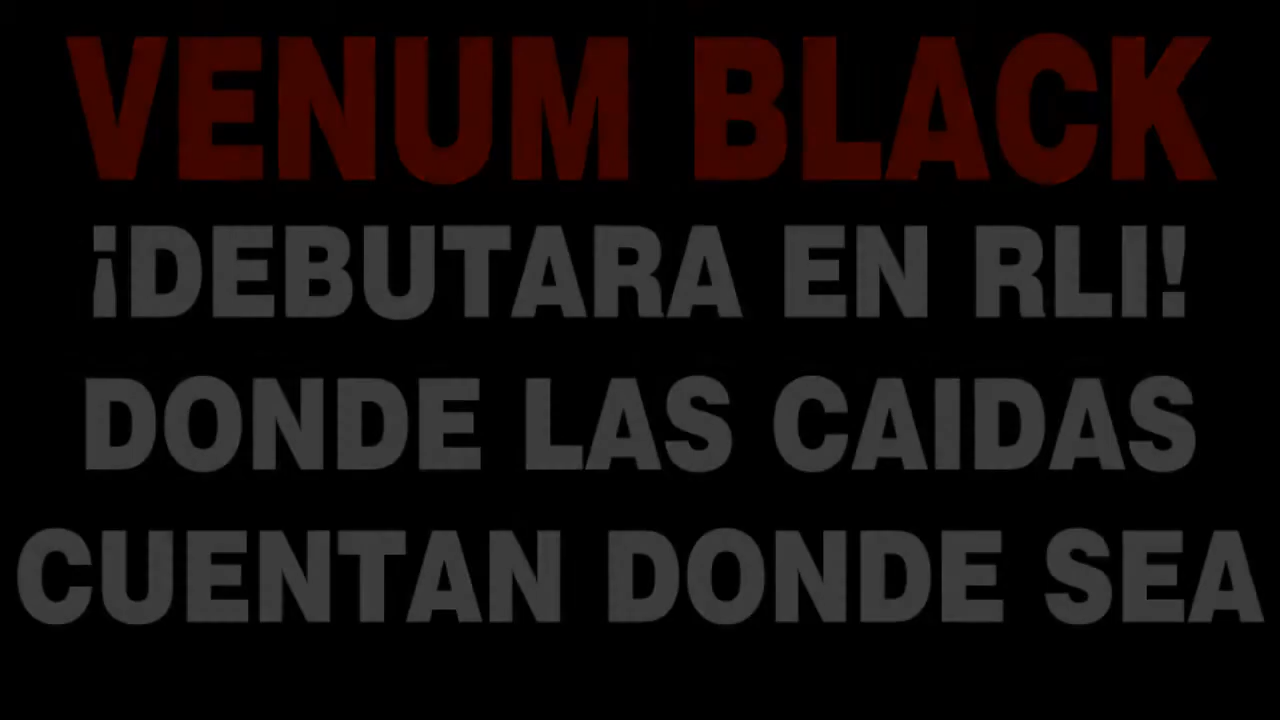 VENUM BLACK
¡DEBUTARA EN RLI!
DONDE LAS CAIDAS
CUENTAN DONDE SEA